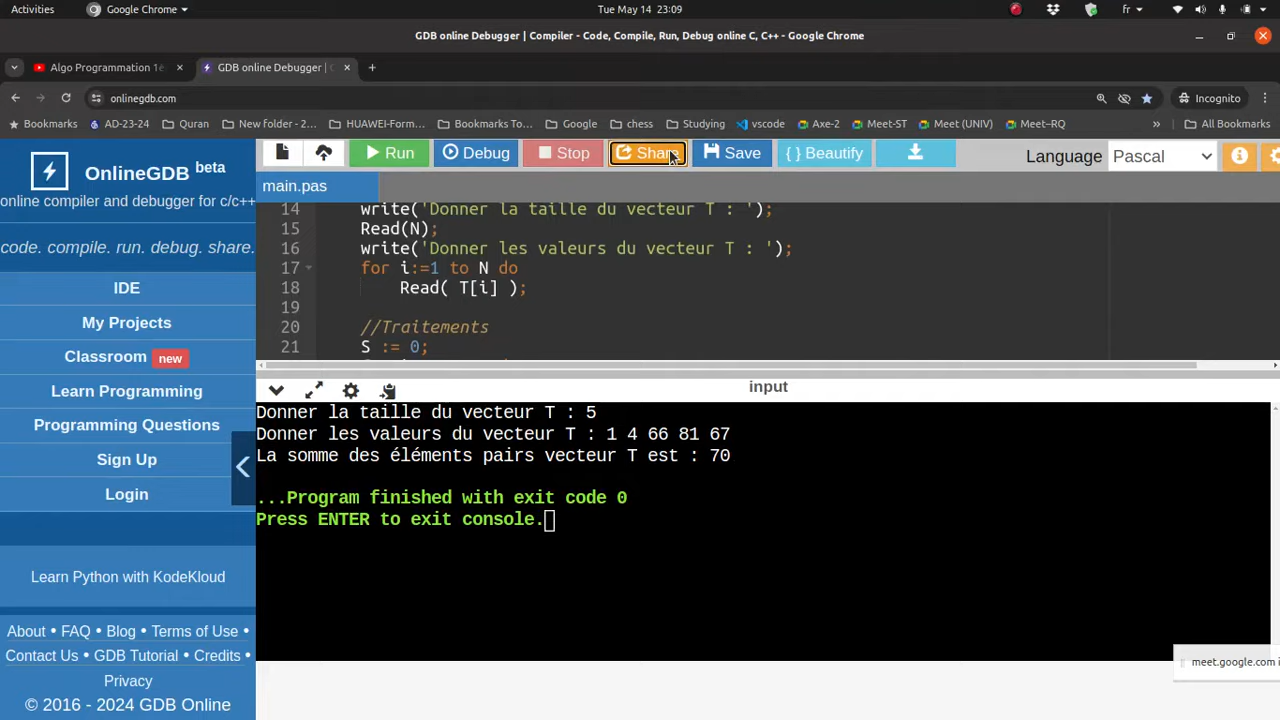 Activities
Google Chrome
Tue May 14 23:09
fr
GDB online Debugger | Compiler - Code, Compile, Run, Debug online C, C++ - Google Chrome
Algo Programmation 1è
GDB online Debugger |
onlinegdb.com
Incognito
Bookmarks
AD-23-24
Quran
New folder - 2...
HUAWEI-Form...
Bookmarks To...
Google
chess
Studying
vscode
Axe-2
Meet-ST
Meet (UNIV)
Meet–RQ
»
All Bookmarks
OnlineGDB beta
online compiler and debugger for c/c++
code. compile. run. debug. share.
IDE
My Projects
Classroom new
Learn Programming
Programming Questions
Sign Up
Login
Learn Python with KodeKloud
About • FAQ • Blog • Terms of Use •
Contact Us • GDB Tutorial • Credits •
Privacy
© 2016 - 2024 GDB Online
Run
Debug
Stop
Share
Save
{ } Beautify
Language
Pascal
main.pas
14 write('Donner la taille du vecteur T : ');
15 Read(N);
16 write('Donner les valeurs du vecteur T : ');
17 for i:=1 to N do
18 Read( T[i] );
19
20 //Traitements
21 S := 0;
input
Donner la taille du vecteur T : 5
Donner les valeurs du vecteur T : 1 4 66 81 67
La somme des éléments pairs vecteur T est : 70
...Program finished with exit code 0
Press ENTER to exit console.
meet.google.com i